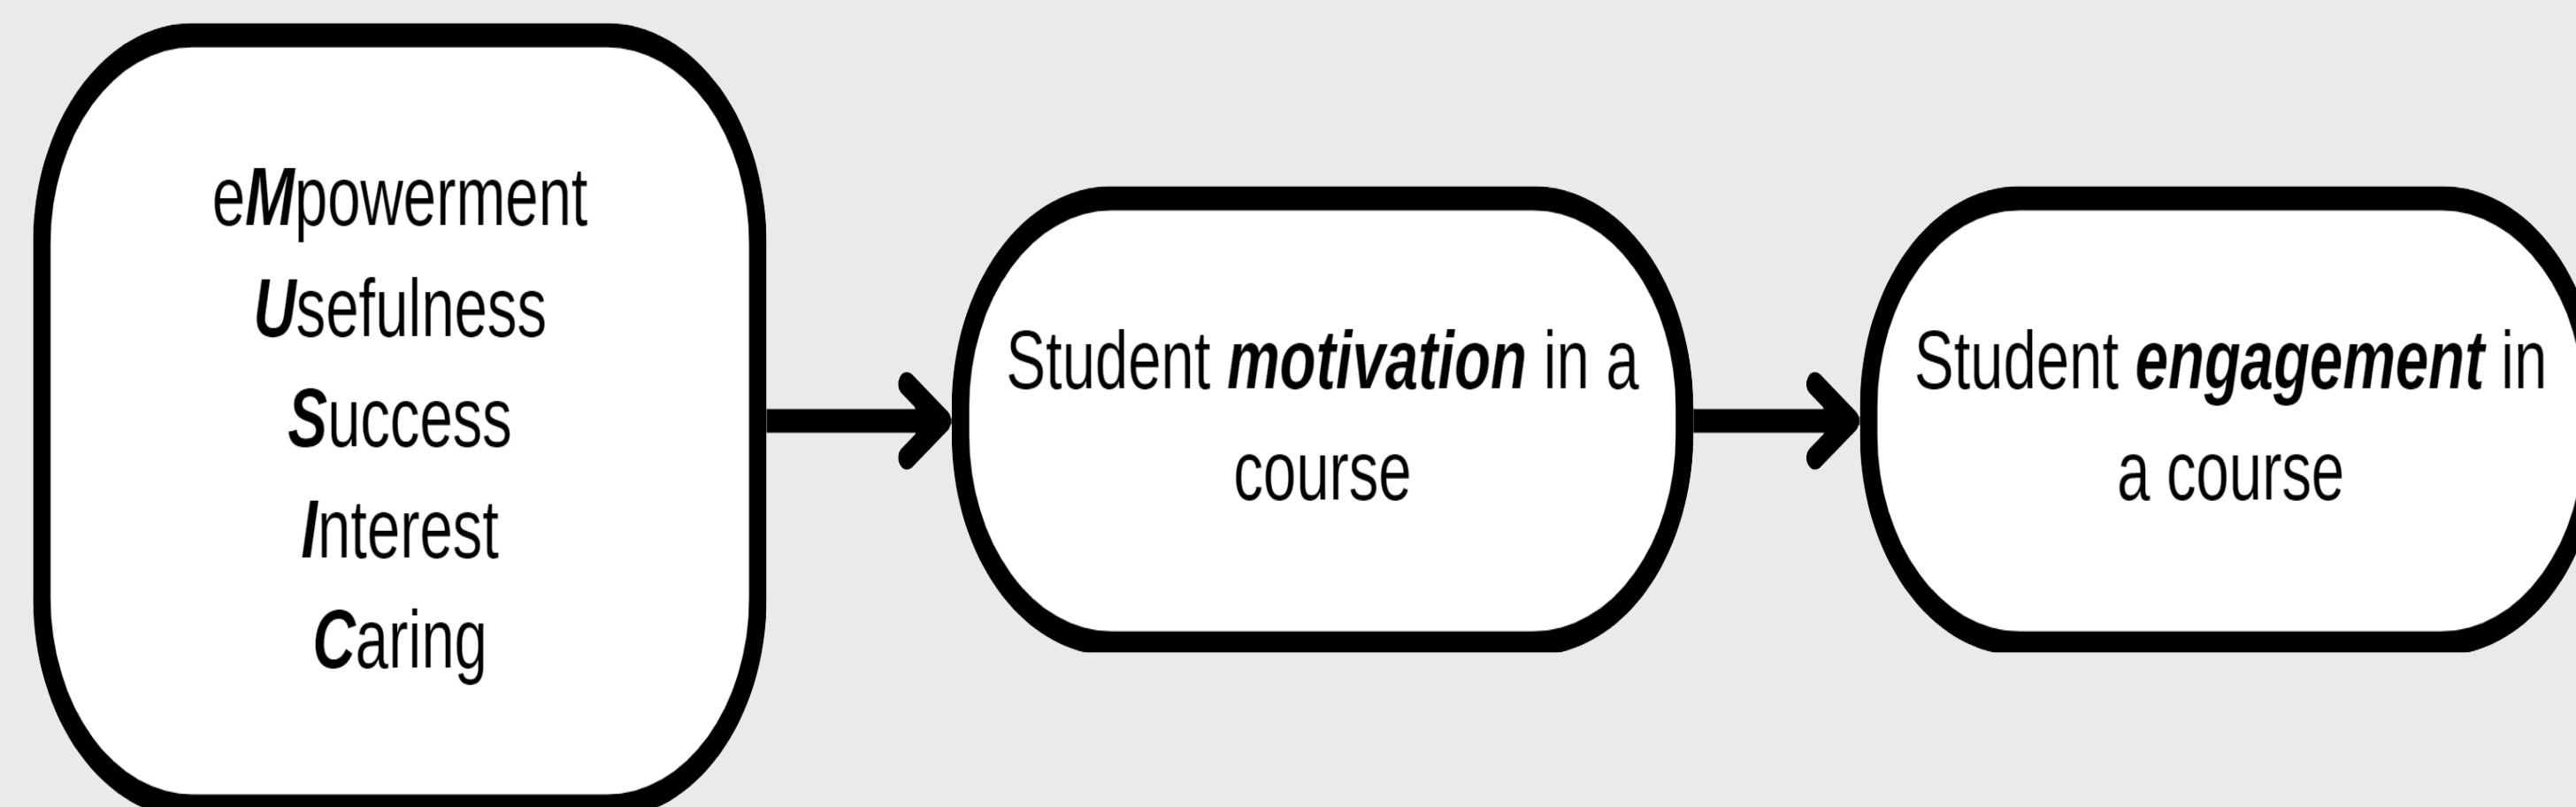 eMpowerment
Usefulness
Success
Interest
Caring
Student motivation in a
course
Student engagement in
a course